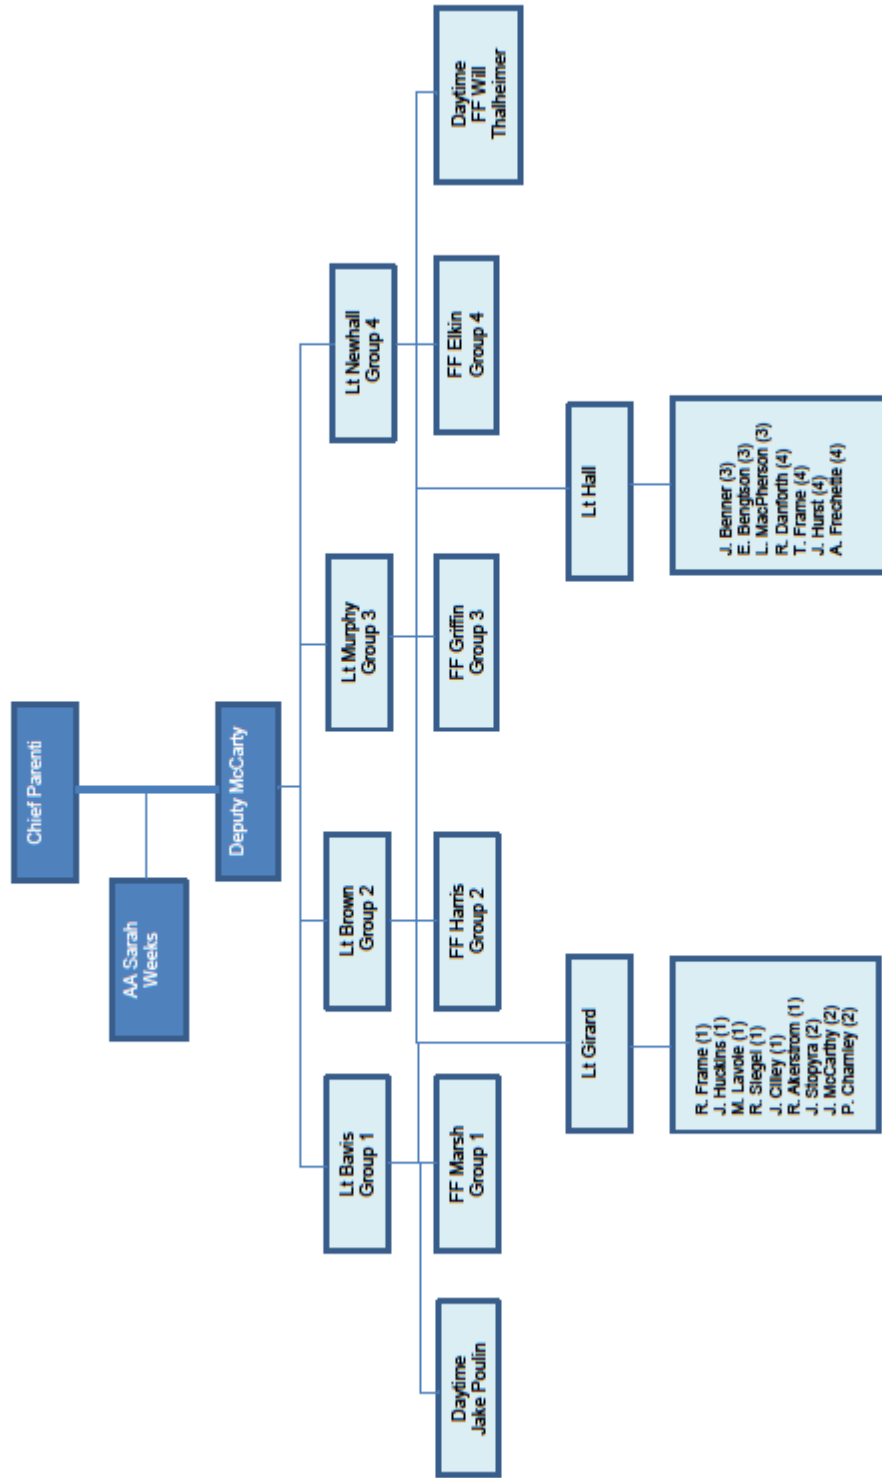 Chief Parenti
AA Sarah
Weeks
Deputy McCarty
Lt Bavis
Group 1
Lt Brown
Group 2
Lt Murphy
Group 3
Lt Newhall
Group 4
Daytime
Jake Poulin
FF Marsh
Group 1
FF Harris
Group 2
FF Griffin
Group 3
FF Elkin
Group 4
Daytime
FF Will
Thalheimer
Lt Girard
Lt Hall
R. Frame (1)
J. Huckins (1)
M. Lavoie (1)
R. Siegel (1)
J. Cilley (1)
R. Akerstrom (1)
J. Stopyra (2)
J. McCarthy (2)
P. Charnley (2)
J. Benner (3)
E. Bengtson (3)
L. MacPherson (3)
R. Danforth (4)
T. Frame (4)
J. Hurst (4)
A. Frechette (4)